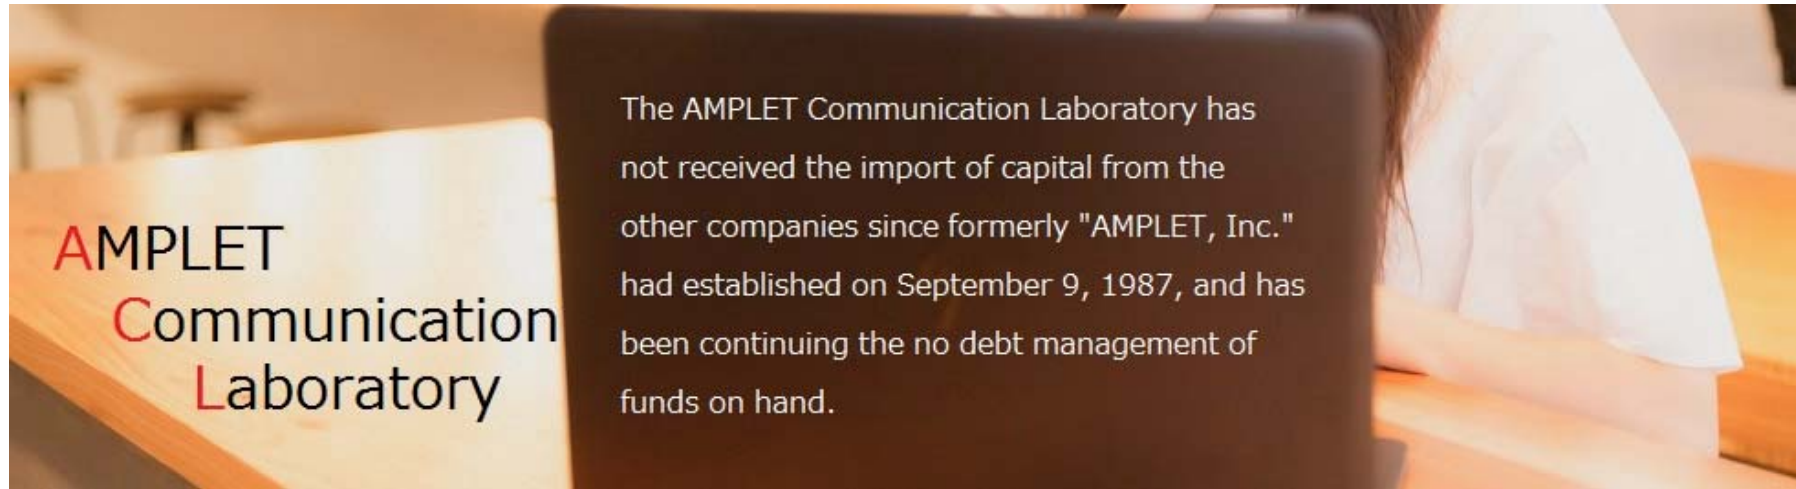 AMPLET
Communication
Laboratory
The AMPLET Communication Laboratory has
not received the import of capital from the
other companies since formerly "AMPLET, Inc."
had established on September 9, 1987, and has
been continuing the no debt management of
funds on hand.